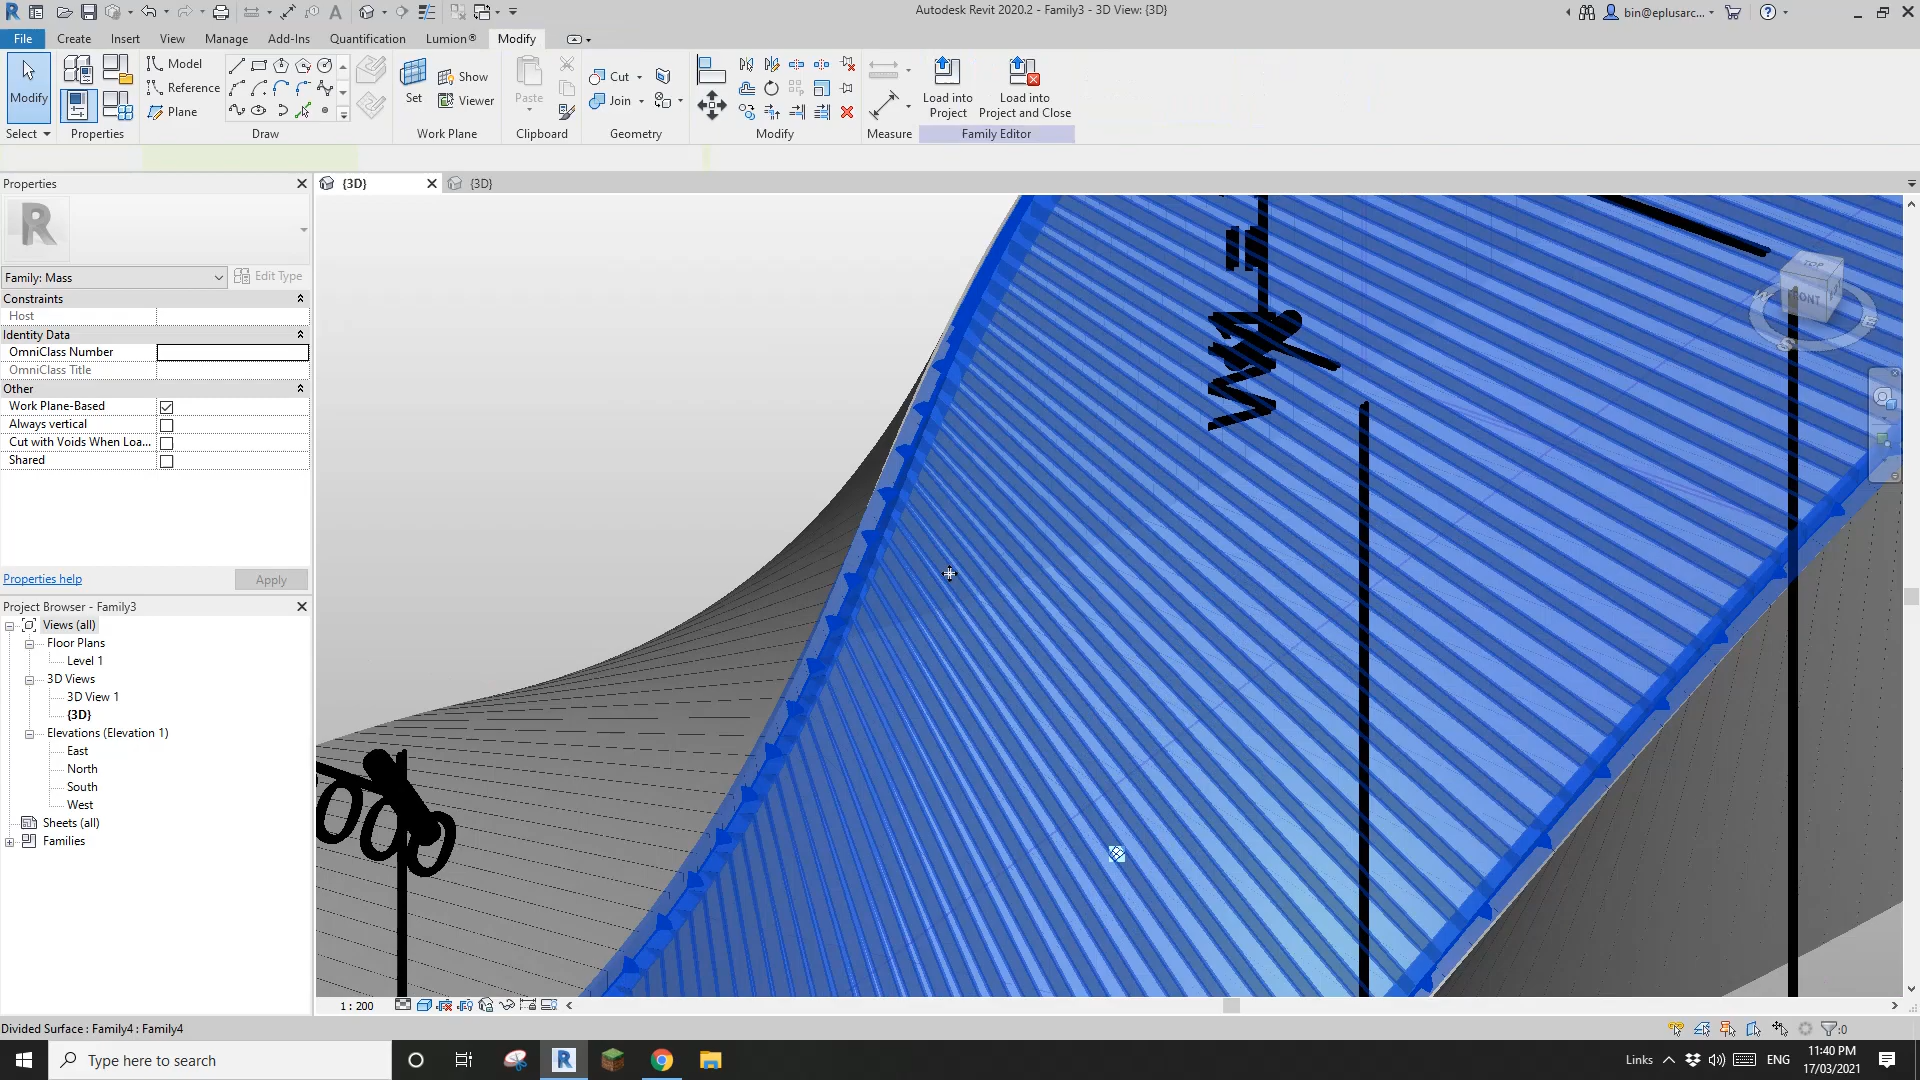 Autodesk Revit 2020.2 - Family3 - 3D View: {3D}
bin@eplusarc...
File Create Insert View Manage Add-Ins Quantification Lumion® Modify
Modify
Select
Properties
Model
Reference
Plane
Draw
Set
Show
Viewer
Work Plane
Paste
Clipboard
Cut
Join
Geometry
Modify
Measure
Load into
Project
Load into
Project and Close
Family Editor
Properties
{3D}
{3D}
R
Family: Mass
Edit Type
Constraints
Host
Identity Data
OmniClass Number
OmniClass Title
Other
Work Plane-Based
Always vertical
Cut with Voids When Loa...
Shared
Properties help
Apply
Project Browser - Family3
Views (all)
Floor Plans
Level 1
3D Views
3D View 1
{3D}
Elevations (Elevation 1)
East
North
South
West
Sheets (all)
Families
TOP
FRONT
W
S
E
1 : 200
Divided Surface : Family4 : Family4
:0
Type here to search
Links
ENG
11:40 PM
17/03/2021